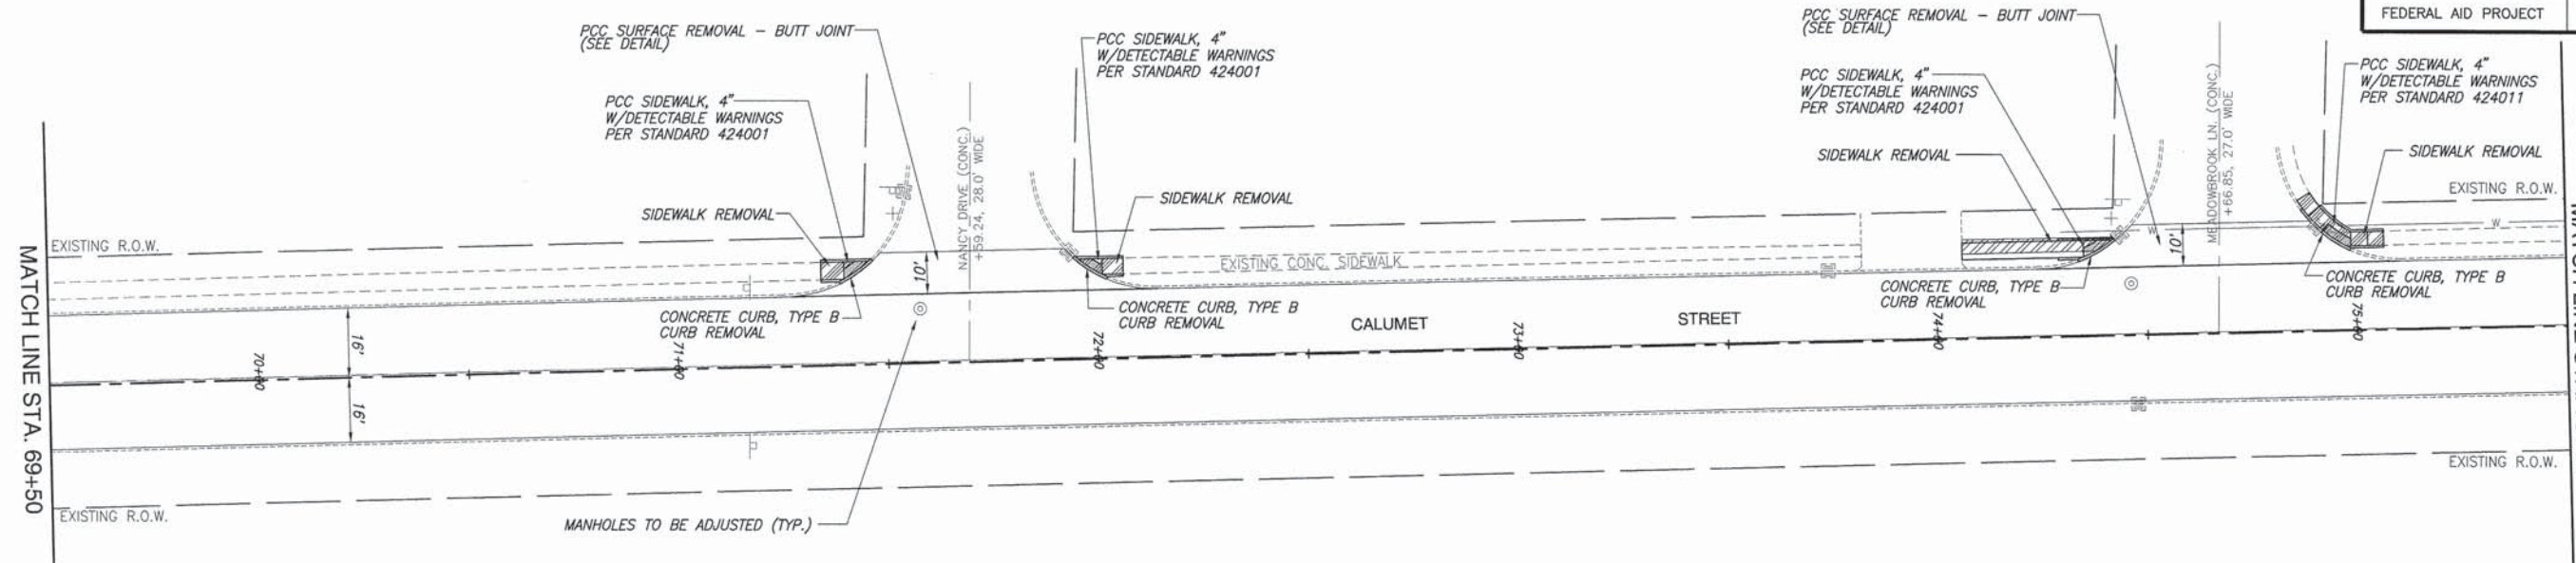 FEDERAL AID PROJECT
PCC SURFACE REMOVAL – BUTT JOINT
(SEE DETAIL)
PCC SIDEWALK, 4"
W/DETECTABLE WARNINGS
PER STANDARD 424001
PCC SIDEWALK, 4"
W/DETECTABLE WARNINGS
PER STANDARD 424001
SIDEWALK REMOVAL
SIDEWALK REMOVAL
NANCY DRIVE (CONC.)
+59.24, 28.0' WIDE
10'
PCC SURFACE REMOVAL – BUTT JOINT
(SEE DETAIL)
PCC SIDEWALK, 4"
W/DETECTABLE WARNINGS
PER STANDARD 424001
SIDEWALK REMOVAL
MEADOWBROOK LN. (CONC.)
+66.85, 27.0' WIDE
10'
W
PCC SIDEWALK, 4"
W/DETECTABLE WARNINGS
PER STANDARD 424011
SIDEWALK REMOVAL
EXISTING R.O.W.
W
EXISTING R.O.W.
EXISTING CONC. SIDEWALK
CONCRETE CURB, TYPE B
CURB REMOVAL
CONCRETE CURB, TYPE B
CURB REMOVAL
CONCRETE CURB, TYPE B
CURB REMOVAL
CONCRETE CURB, TYPE B
CURB REMOVAL
CALUMET STREET
70+00
71+00
72+00
73+00
74+00
75+00
16'
16'
MATCH LINE STA. 69+50
EXISTING R.O.W.
EXISTING R.O.W.
MANHOLES TO BE ADJUSTED (TYP.)